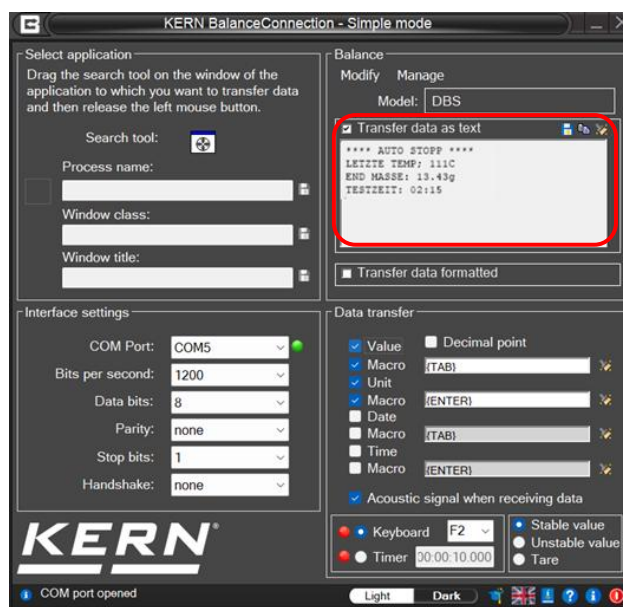 KERN BalanceConnection - Simple mode
Select application
Drag the search tool on the window of the
application to which you want to transfer data
and then release the left mouse button.
Search tool:
Process name:
Window class:
Window title:
Balance
Modify Manage
Model: DBS
Transfer data as text
**** AUTO STOPP ****
LETZTE TEMP; 111C
END MASSE: 13.43g
TESTZEIT: 02:15
Transfer data formatted
Interface settings
COM Port: COM5
Bits per second: 1200
Data bits: 8
Parity: none
Stop bits: 1
Handshake: none
Data transfer
Value Decimal point
Macro {TAB}
Unit
Macro {ENTER}
Date
Macro {TAB}
Time
Macro {ENTER}
Acoustic signal when receiving data
Keyboard F2
Timer 00:00:10.000
Stable value
Unstable value
Tare
KERN
COM port opened
Light Dark